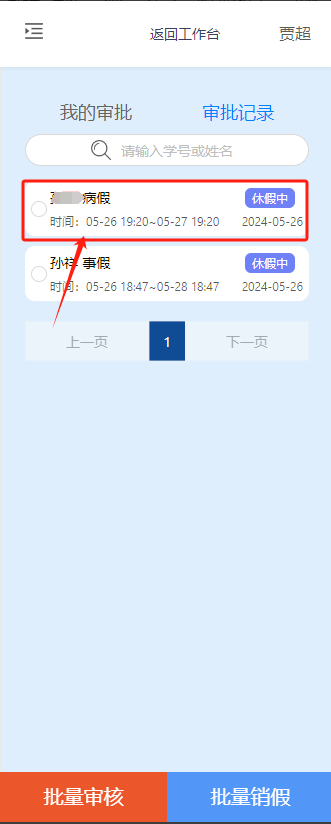 返回工作台
贾超
我的审批
审批记录
请输入学号或姓名
病假
休假中
时间：05-26 19:20~05-27 19:20
2024-05-26
孙祥 事假
休假中
时间：05-26 18:47~05-28 18:47
2024-05-26
上一页
1
下一页
批量审核
批量销假